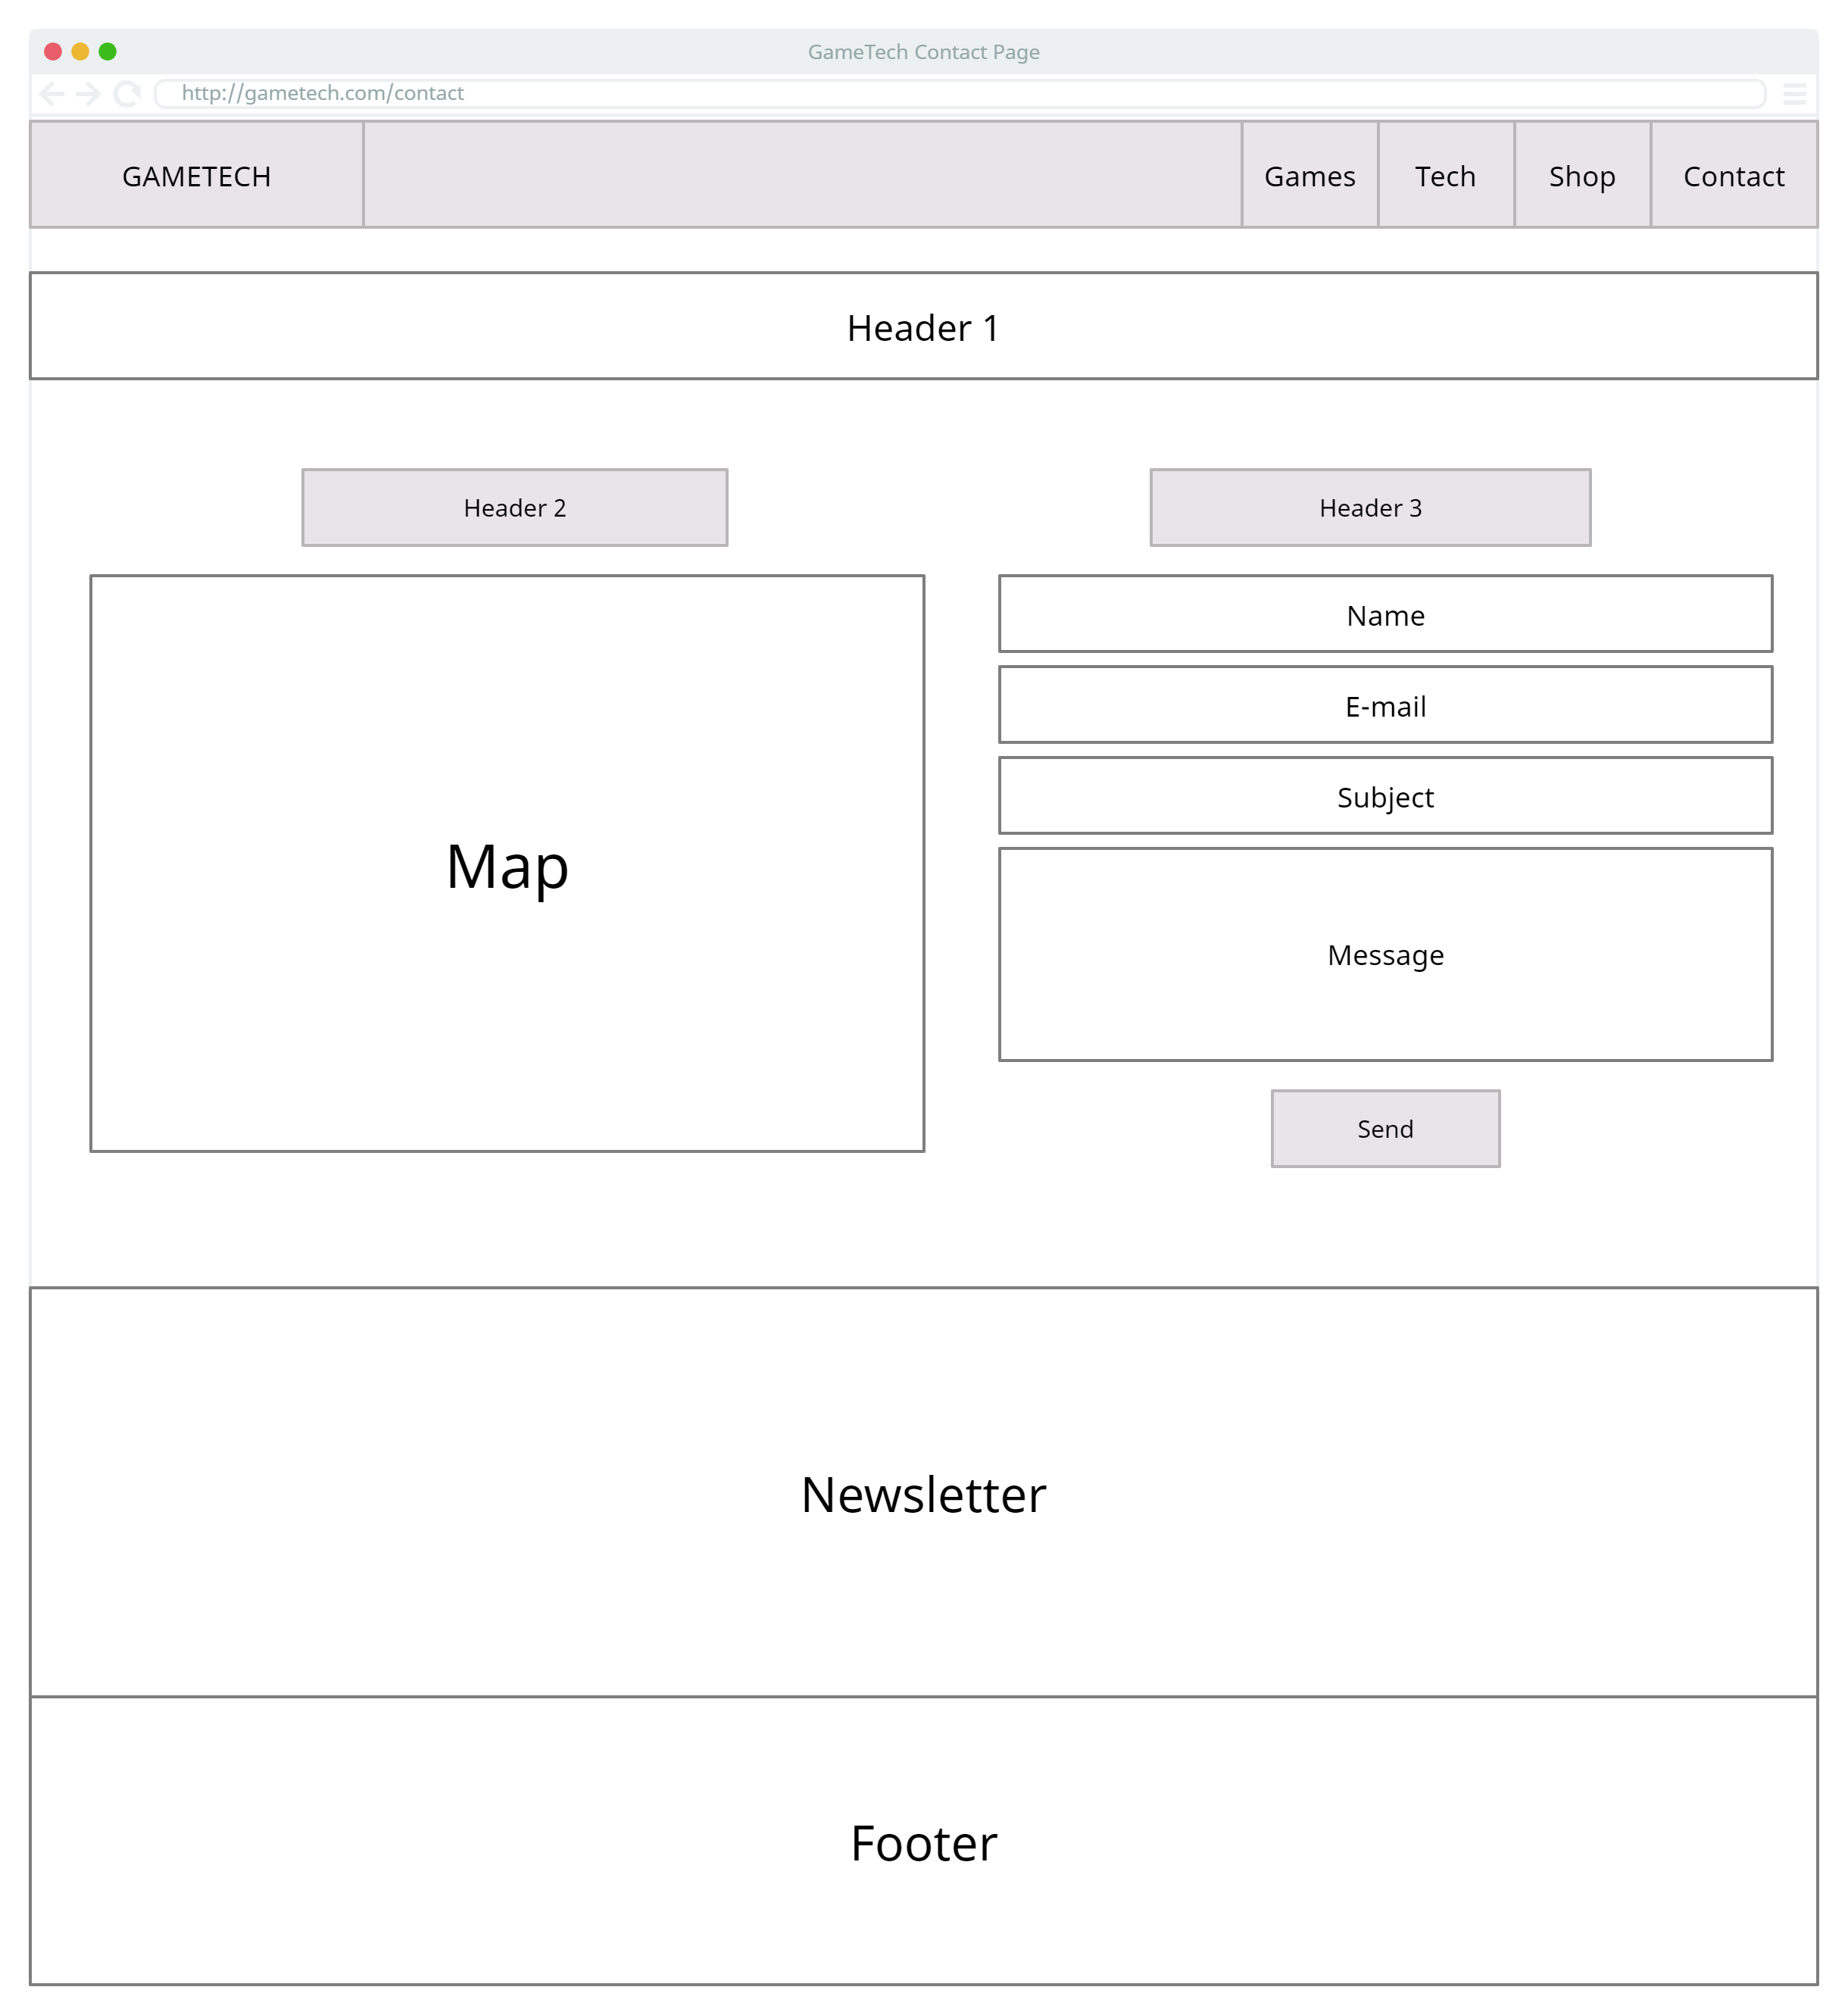 GameTech Contact Page
http://gametech.com/contact
GAMETECH
Games
Tech
Shop
Contact
Header 1
Header 2
Header 3
Map
Name
E-mail
Subject
Message
Send
Newsletter
Footer